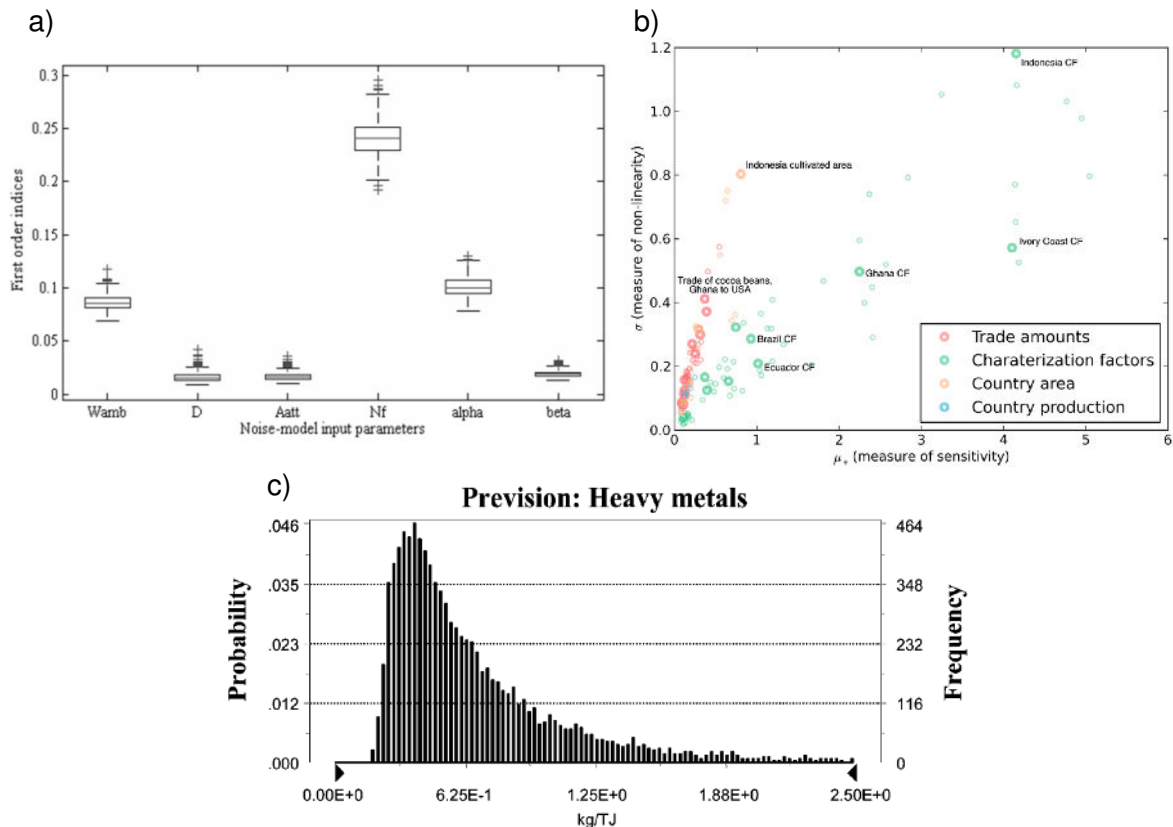 a)
0.3
0.25
0.2
0.15
0.1
0.05
0
First order indices
Wamb D Aatt Nf alpha beta
Noise-model input parameters
b)
1.2
1.0
0.8
0.6
0.4
0.2
0.0
σ (measure of non-linearity)
Indonesia CF
Indonesia cultivated area
Ivory Coast CF
Ghana CF
Trade of cocoa beans,
Ghana to USA
Brazil CF
Ecuador CF
Trade amounts
Charaterization factors
Country area
Country production
0 1 2 3 4 5 6
μ* (measure of sensitivity)
c)
Prevision: Heavy metals
.046 464
.035 348
.023 232
.012 116
.000 0
Probability
Frequency
0.00E+0 6.25E-1 1.25E+0 1.88E+0 2.50E+0
kg/TJ